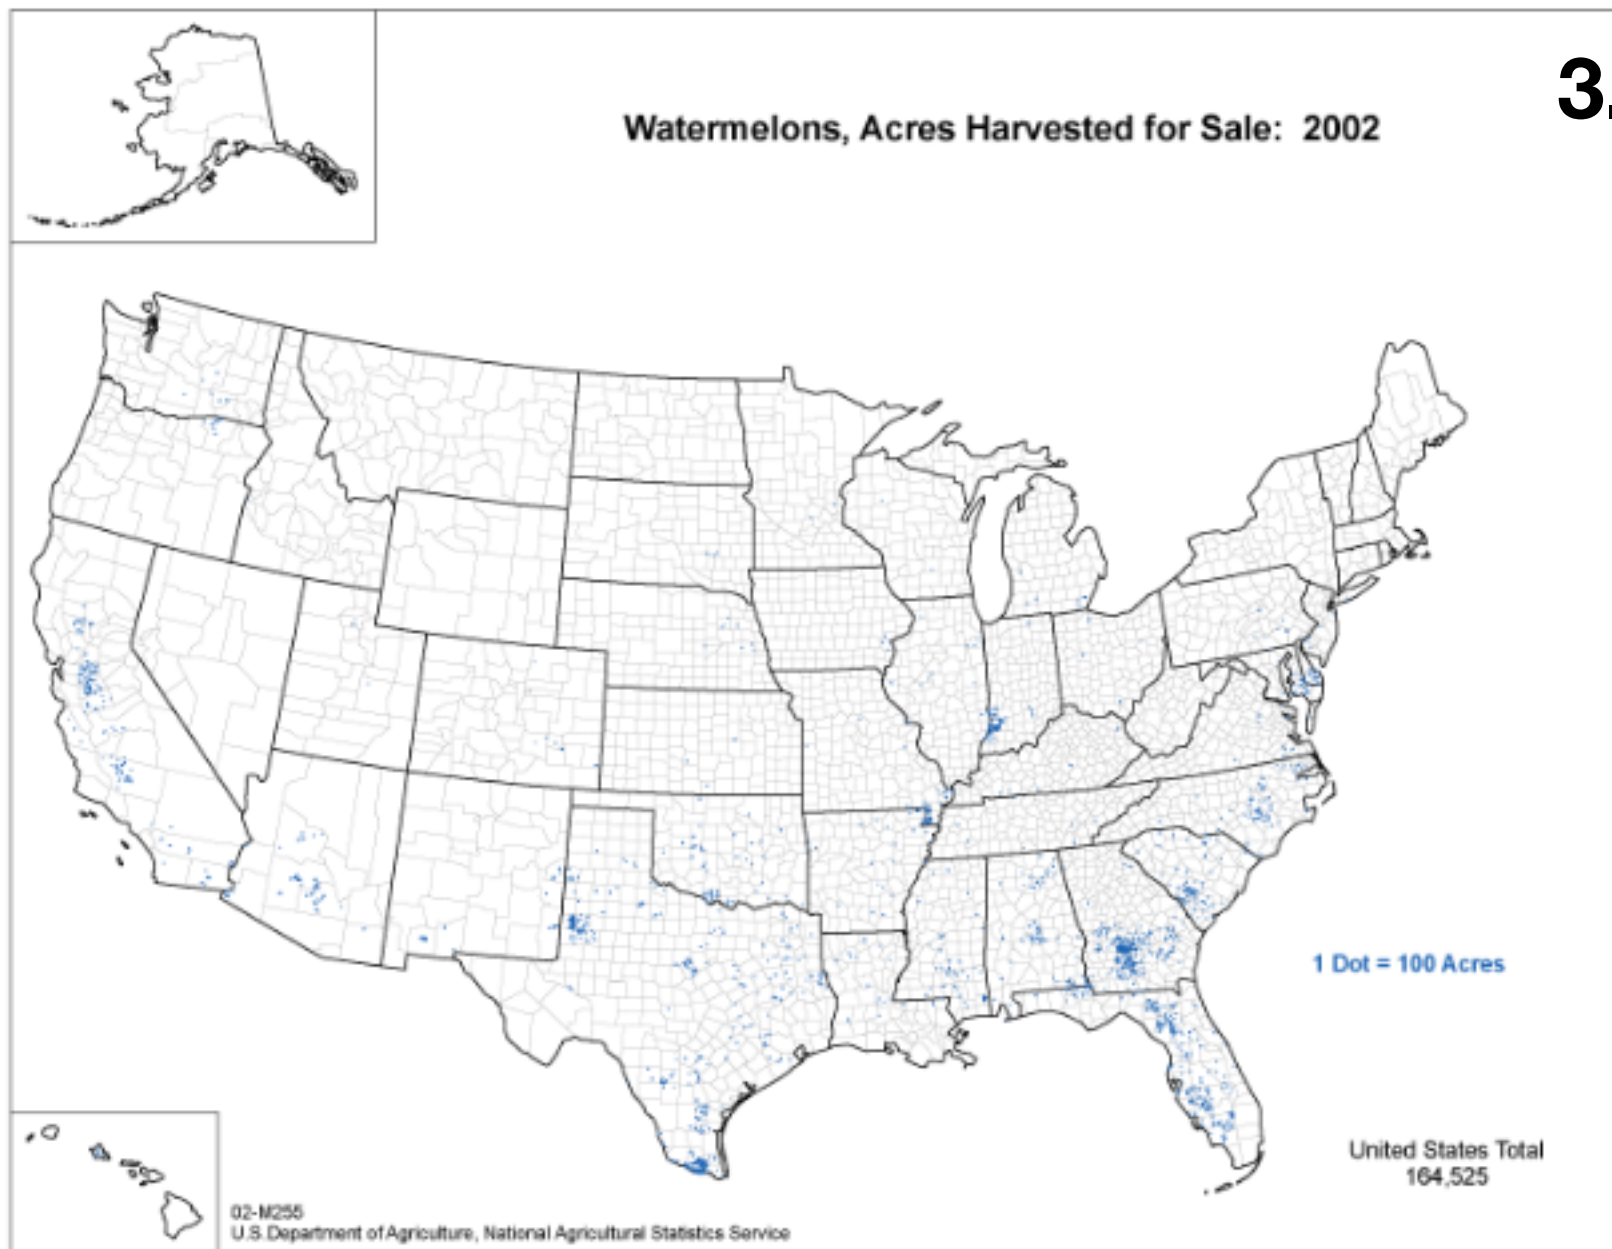 3.
Watermelons, Acres Harvested for Sale: 2002
1 Dot = 100 Acres
United States Total
164,525
02-M255
U.S.Department of Agriculture, National Agricultural Statistics Service